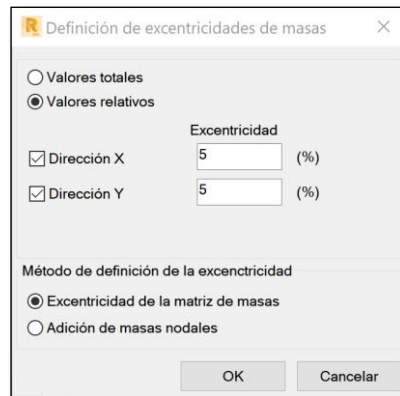 R Definición de excentricidades de masas
Valores totales
Valores relativos
Excentricidad
Dirección X 5 (%)
Dirección Y 5 (%)
Método de definición de la excenctricidad
Excentricidad de la matriz de masas
Adición de masas nodales
OK Cancelar